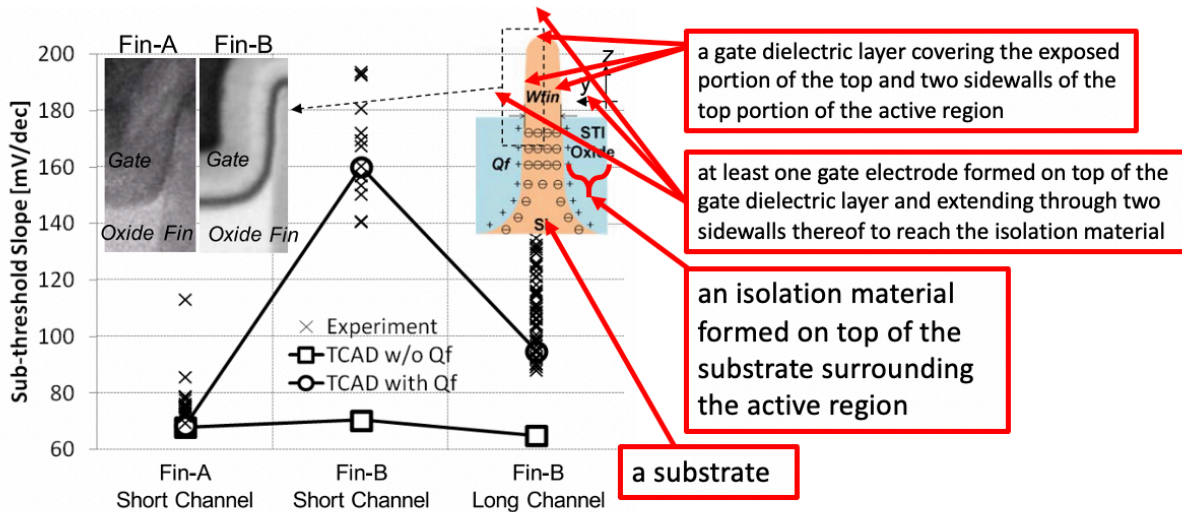 Sub-threshold Slope [mV/dec]
200
180
160
140
120
100
80
60
Fin-A
Fin-B
Gate
Gate
Oxide Fin
Oxide Fin
Wfin
Z
y
STI
Oxide
Qf
Experiment
TCAD w/o Qf
TCAD with Qf
Fin-A
Short Channel
Fin-B
Short Channel
Fin-B
Long Channel
a gate dielectric layer covering the exposed
portion of the top and two sidewalls of the
top portion of the active region
at least one gate electrode formed on top of the
gate dielectric layer and extending through two
sidewalls thereof to reach the isolation material
an isolation material
formed on top of the
substrate surrounding
the active region
a substrate